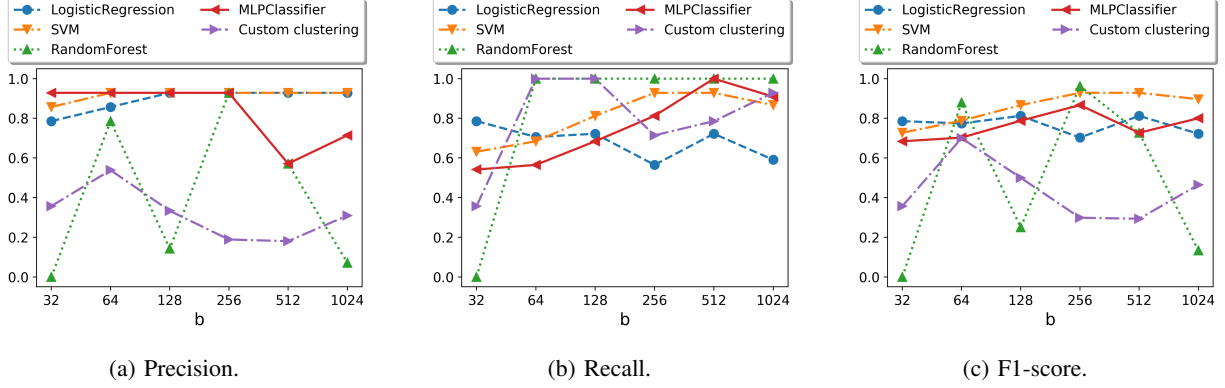 LogisticRegression
SVM
RandomForest
MLPClassifier
Custom clustering
1.0
0.8
0.6
0.4
0.2
0.0
32 64 128 256 512 1024
b
(a) Precision.
LogisticRegression
SVM
RandomForest
MLPClassifier
Custom clustering
1.0
0.8
0.6
0.4
0.2
0.0
32 64 128 256 512 1024
b
(b) Recall.
LogisticRegression
SVM
RandomForest
MLPClassifier
Custom clustering
1.0
0.8
0.6
0.4
0.2
0.0
32 64 128 256 512 1024
b
(c) F1-score.